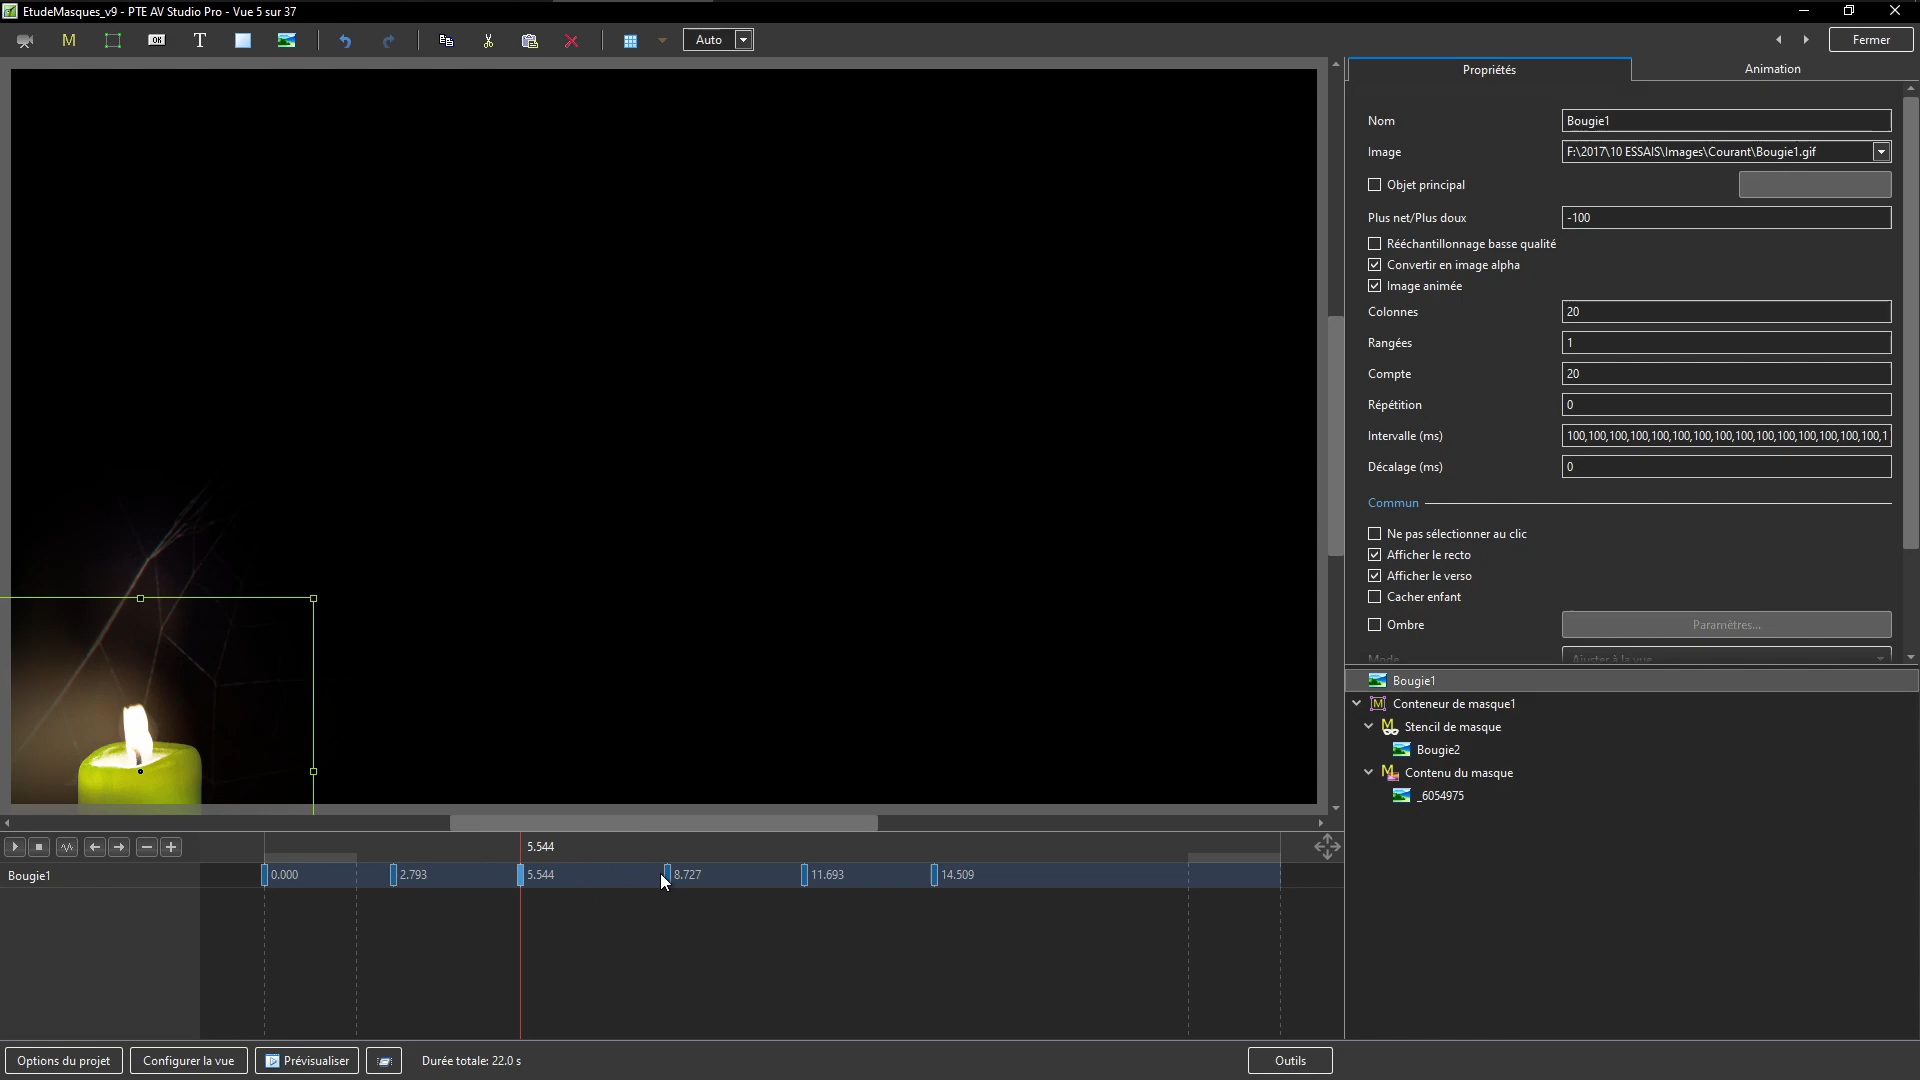 EtudeMasques_v9 - PTE AV Studio Pro - Vue 5 sur 37
M
OK
T
Auto
Fermer
Propriétés
Animation
Nom
Bougie1
Image
F:\2017\10 ESSAIS\Images\Courant\Bougie1.gif
Objet principal
Plus net/Plus doux
-100
Rééchantillonnage basse qualité
Convertir en image alpha
Image animée
Colonnes
20
Rangées
1
Compte
20
Répétition
0
Intervalle (ms)
100,100,100,100,100,100,100,100,100,100,100,100,100,100,100,1
Décalage (ms)
0
Commun
Ne pas sélectionner au clic
Afficher le recto
Afficher le verso
Cacher enfant
Ombre
Paramètres...
Mode
Ajuster à la vue
Bougie1
M
Conteneur de masque1
M
Stencil de masque
Bougie2
M
Contenu du masque
_6054975
5.544
Bougie1
0.000
2.793
5.544
8.727
11.693
14.509
Options du projet
Configurer la vue
Prévisualiser
Durée totale: 22.0 s
Outils